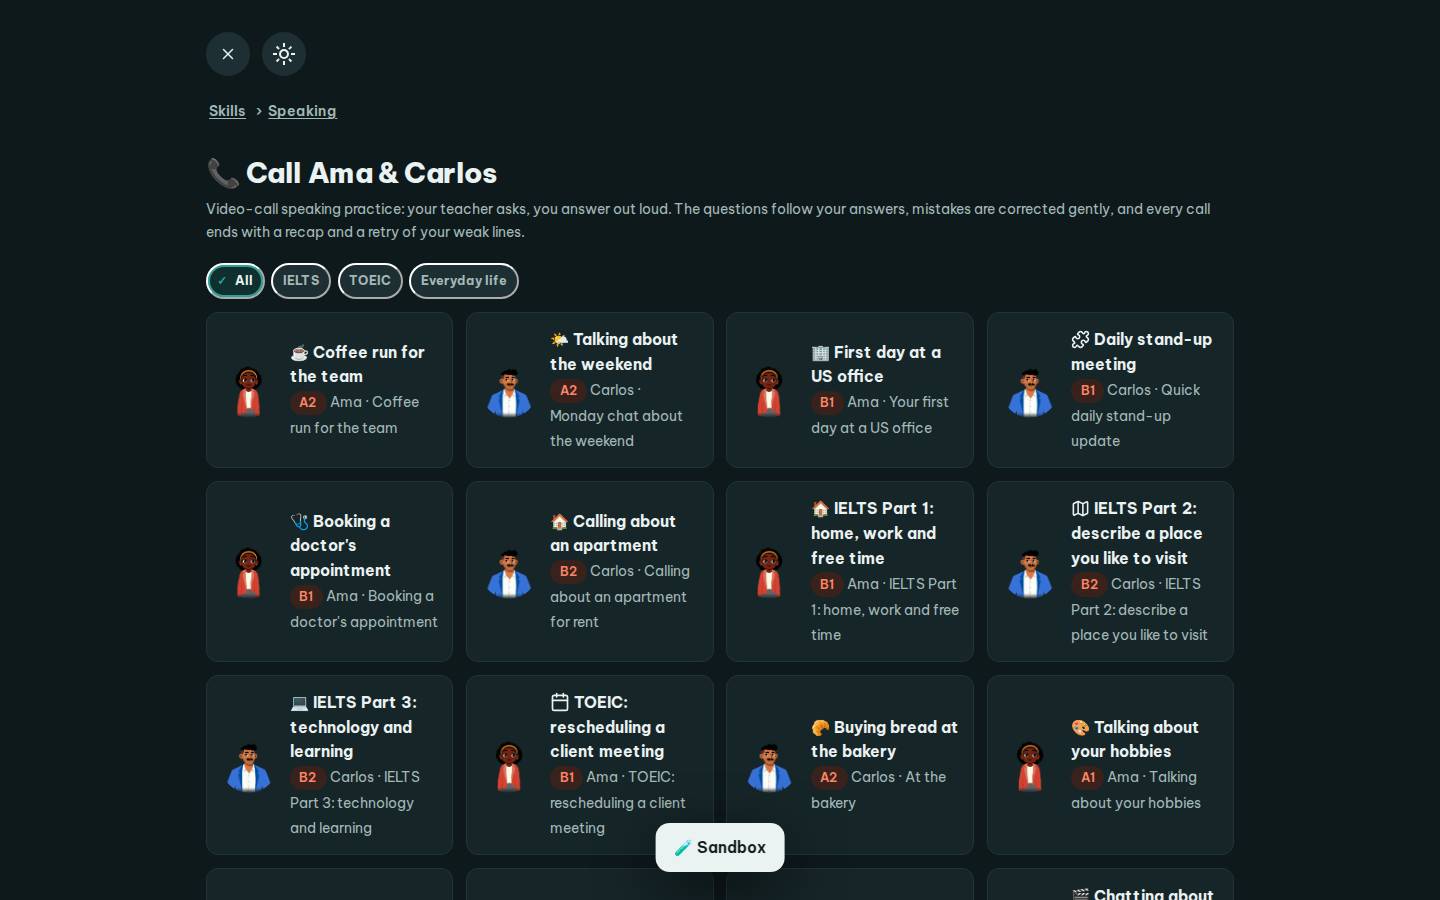 Skills › Speaking
📞 Call Ama & Carlos
Video-call speaking practice: your teacher asks, you answer out loud. The questions follow your answers, mistakes are corrected gently, and every call
ends with a recap and a retry of your weak lines.
✓ All IELTS TOEIC Everyday life
☕ Coffee run for
the team
A2 Ama · Coffee
run for the team
🌤️ Talking about
the weekend
A2 Carlos ·
Monday chat about
the weekend
🏢 First day at a
US office
B1 Ama · Your first
day at a US office
Daily stand-up
meeting
B1 Carlos · Quick
daily stand-up
update
🩺 Booking a
doctor's
appointment
B1 Ama · Booking a
doctor's appointment
🏠 Calling about
an apartment
B2 Carlos · Calling
about an apartment
for rent
🏠 IELTS Part 1:
home, work and
free time
B1 Ama · IELTS Part
1: home, work and free
time
IELTS Part 2:
describe a place
you like to visit
B2 Carlos · IELTS
Part 2: describe a
place you like to visit
💻 IELTS Part 3:
technology and
learning
B2 Carlos · IELTS
Part 3: technology
and learning
TOEIC:
rescheduling a
client meeting
B1 Ama · TOEIC:
rescheduling a client
meeting
🥐 Buying bread at
the bakery
A2 Carlos · At the
bakery
🎨 Talking about
your hobbies
A1 Ama · Talking
about your hobbies
🧪 Sandbox
🎬 Chatting about